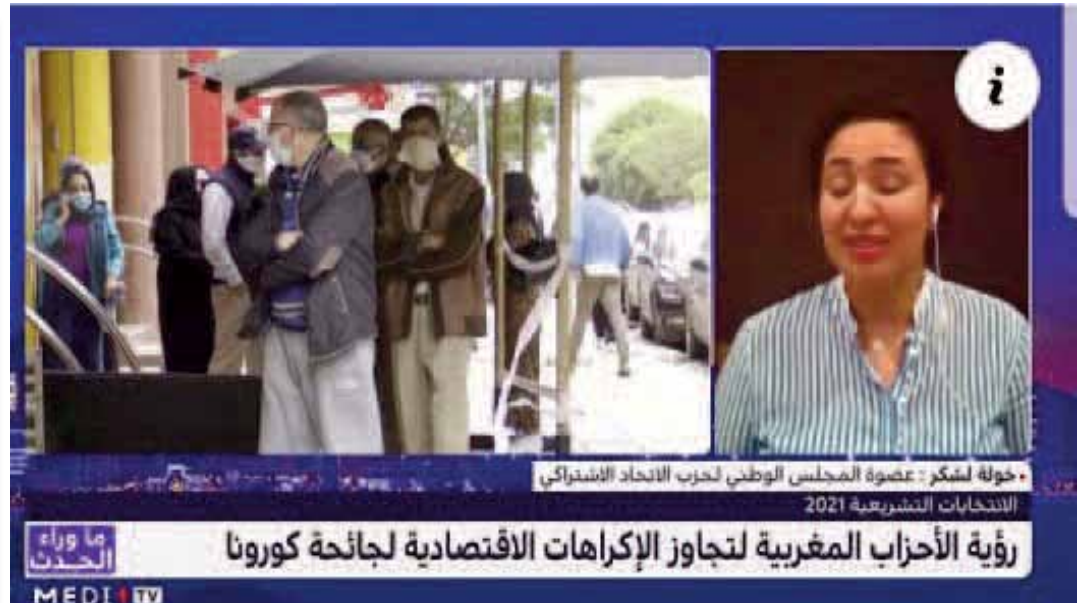 i
• خولة لشكر : عضوة المجلس الوطني لحزب الاتحاد الاشتراكي
الانتخابات التشريعية 2021
رؤية الأحزاب المغربية لتجاوز الإكراهات الاقتصادية لجائحة كورونا
ما وراء
الحدث
MEDI1TV